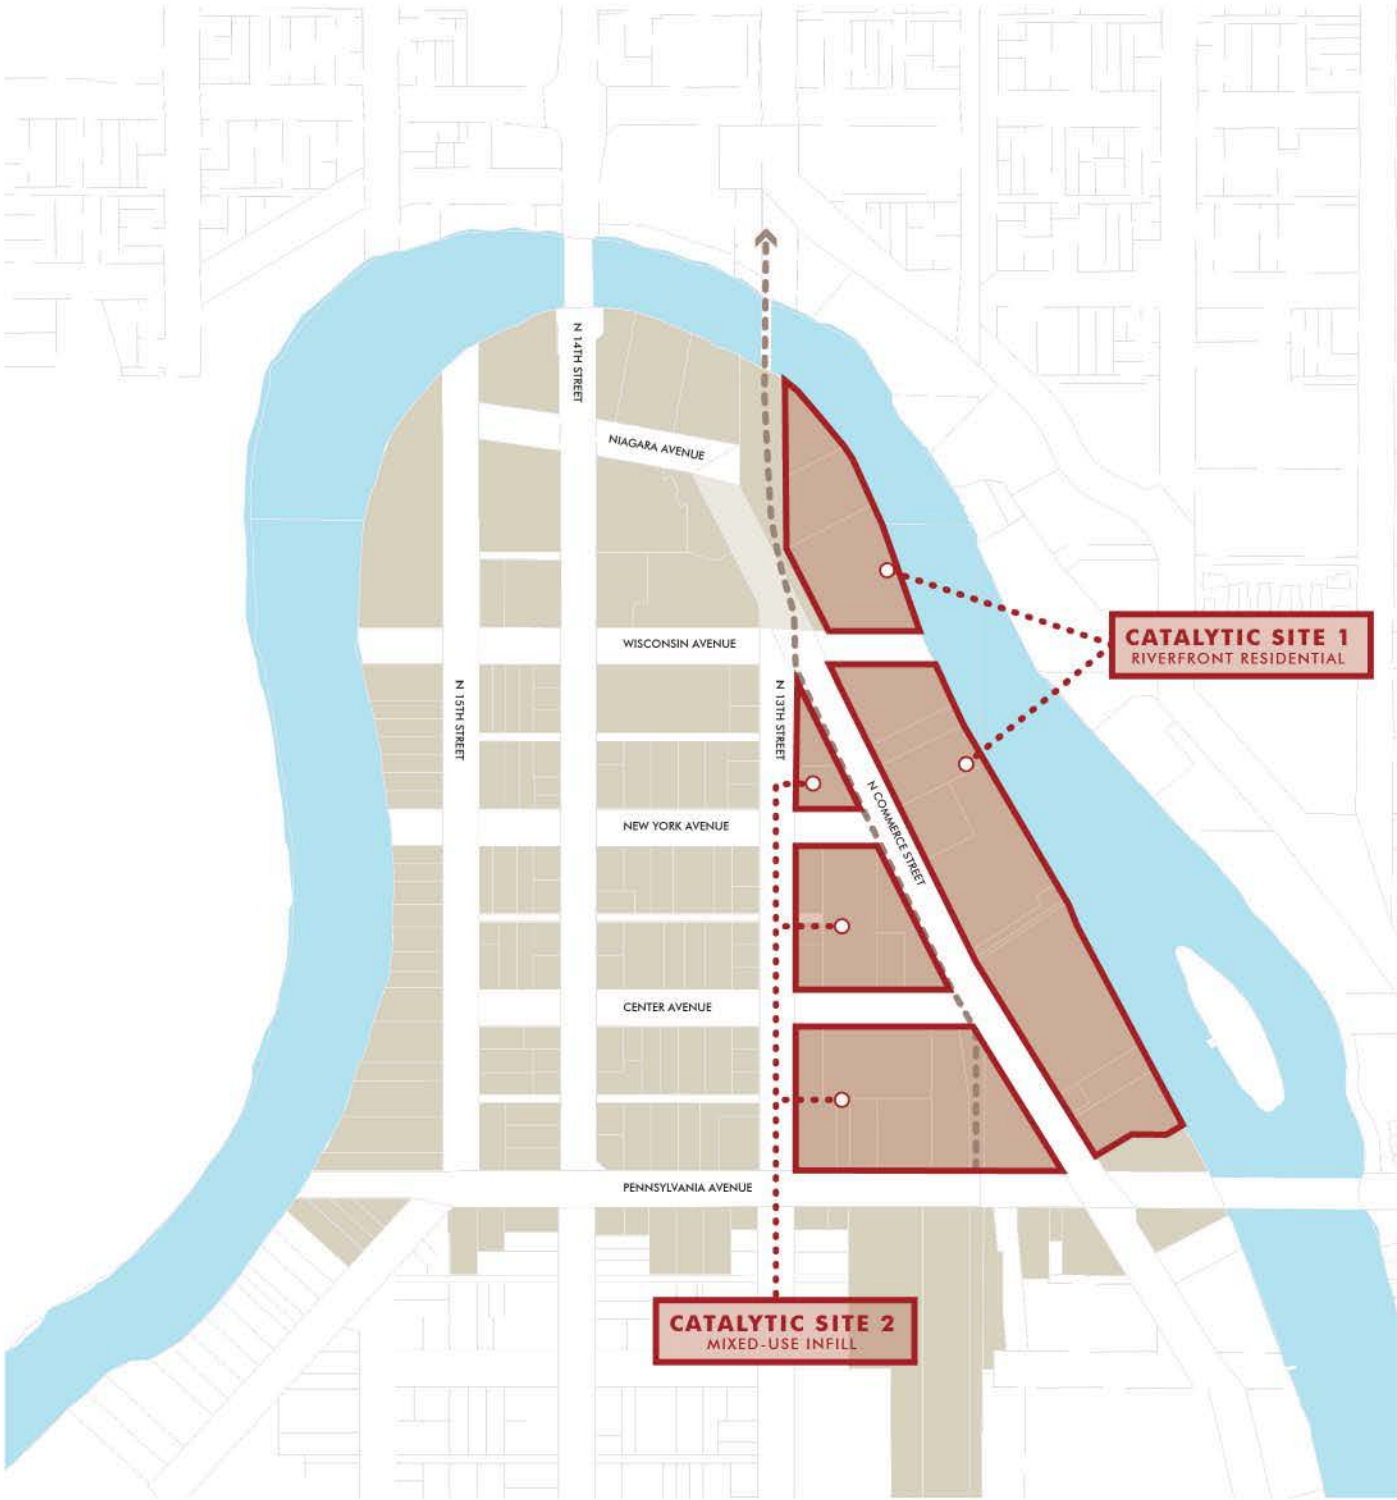 N 14TH STREET
NIAGARA AVENUE
WISCONSIN AVENUE
CATALYTIC SITE 1
RIVERFRONT RESIDENTIAL
N 15TH STREET
N 13TH STREET
N COMMERCE STREET
NEW YORK AVENUE
CENTER AVENUE
PENNSYLVANIA AVENUE
CATALYTIC SITE 2
MIXED-USE INFILL